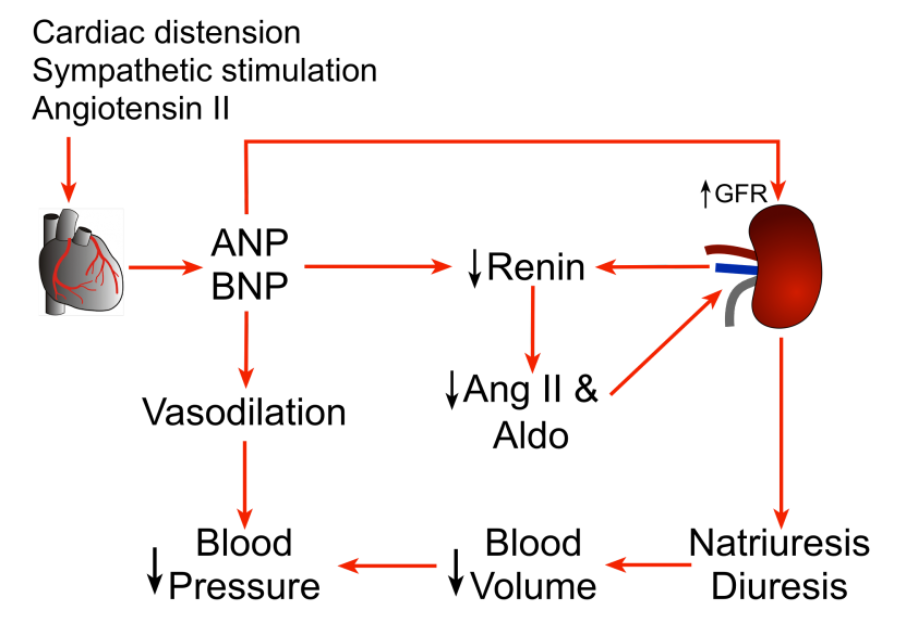 Cardiac distension
Sympathetic stimulation
Angiotensin II
↑GFR
ANP
BNP
↓Renin
↓Ang II &
Aldo
Vasodilation
↓Blood
Pressure
↓Blood
Volume
Natriuresis
Diuresis